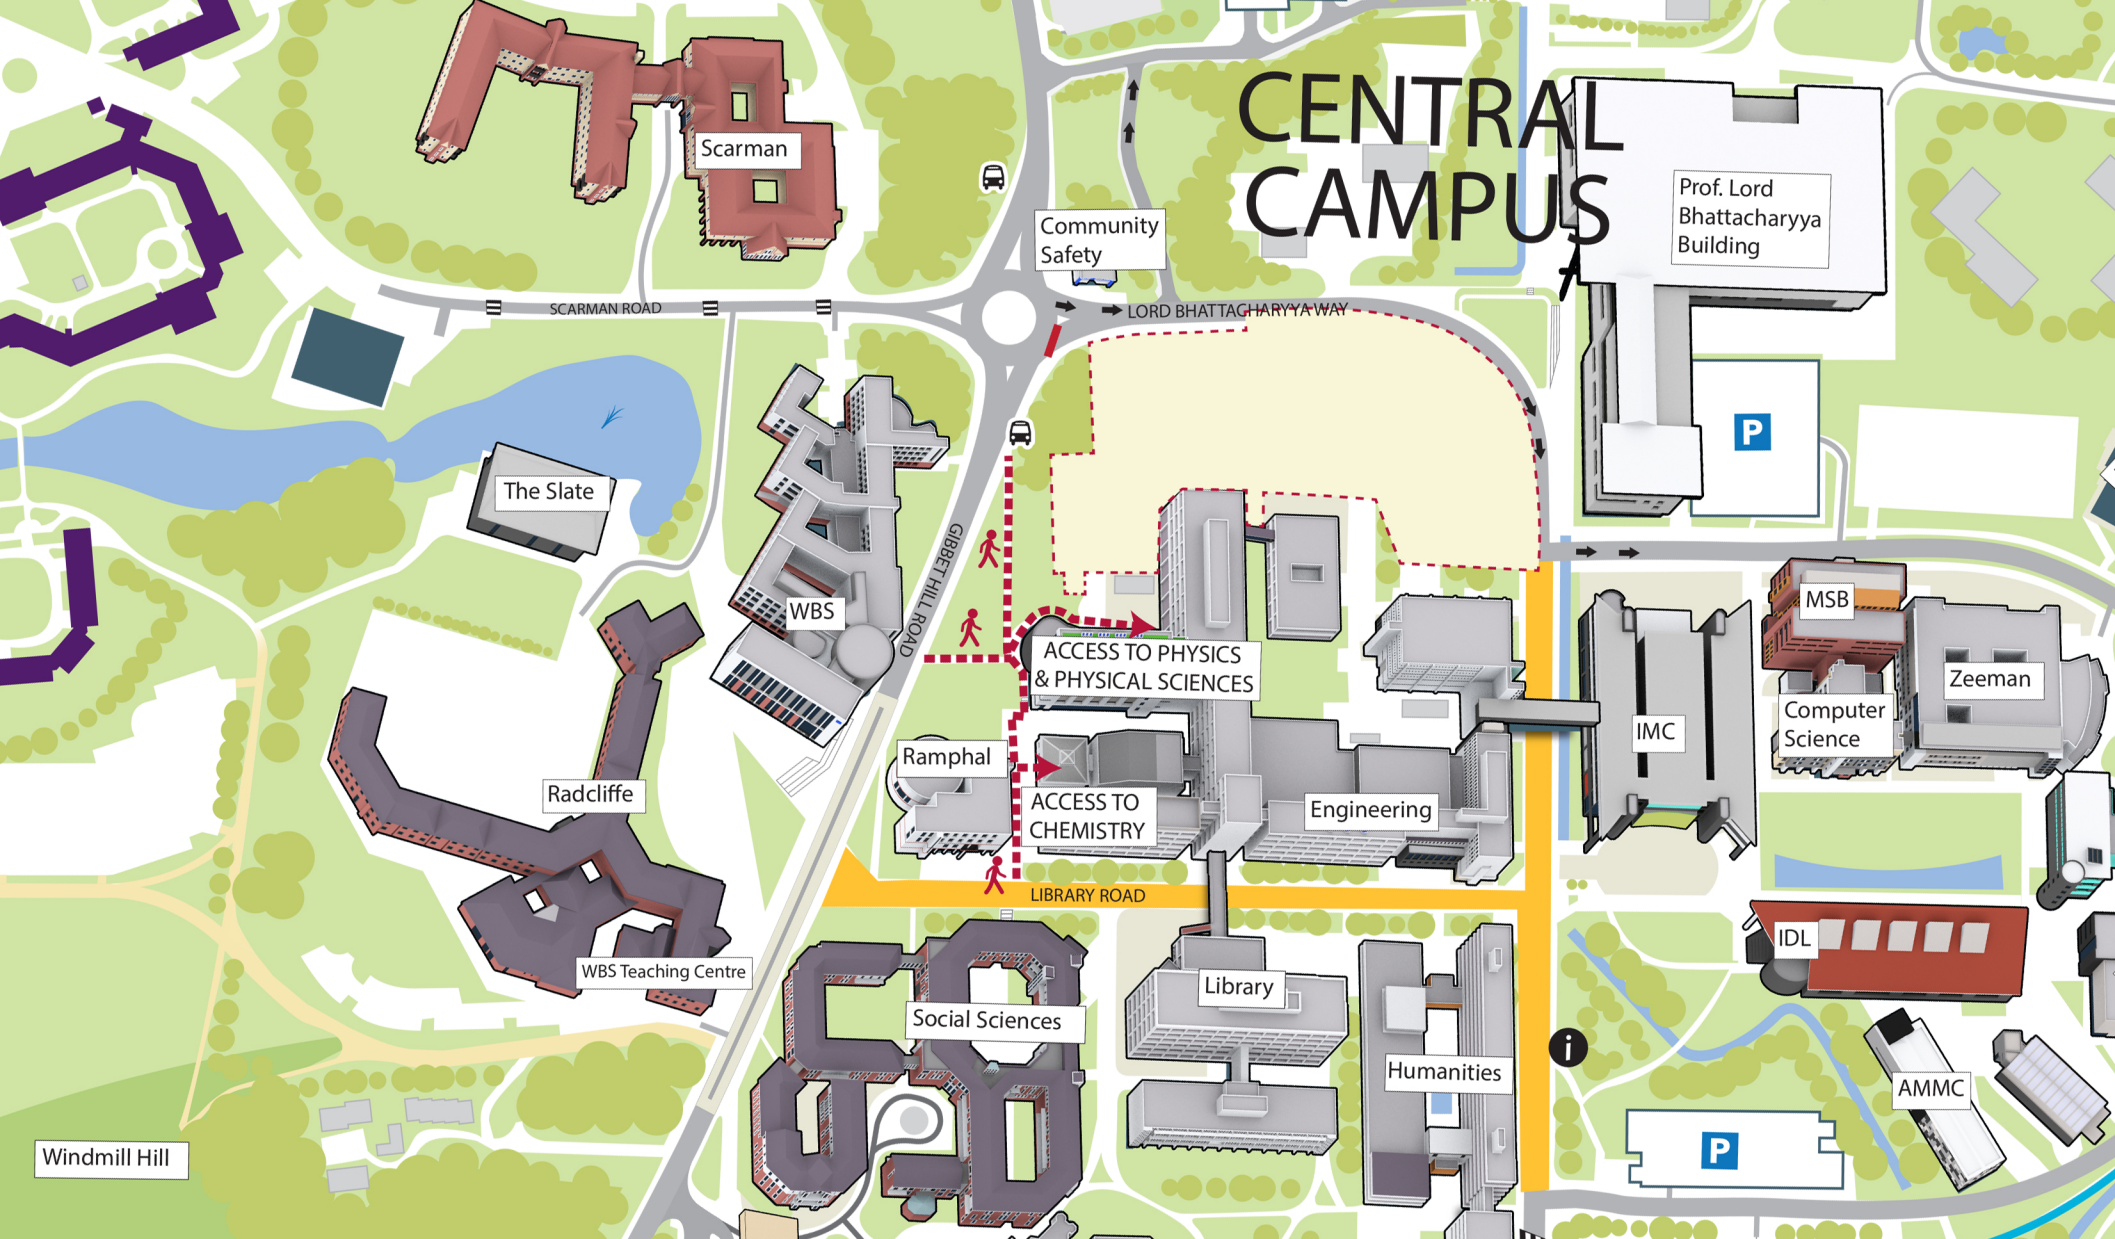 CENTRAL
CAMPUS
Scarman
Community
Safety
Prof. Lord
Bhattacharyya
Building
SCARMAN ROAD
LORD BHATTACHARYYA WAY
P
The Slate
GIBBET HILL ROAD
WBS
ACCESS TO PHYSICS
& PHYSICAL SCIENCES
MSB
Zeeman
Computer
Science
IMC
Ramphal
Radcliffe
ACCESS TO
CHEMISTRY
Engineering
LIBRARY ROAD
IDL
WBS Teaching Centre
Library
Social Sciences
i
Humanities
AMMC
P
Windmill Hill